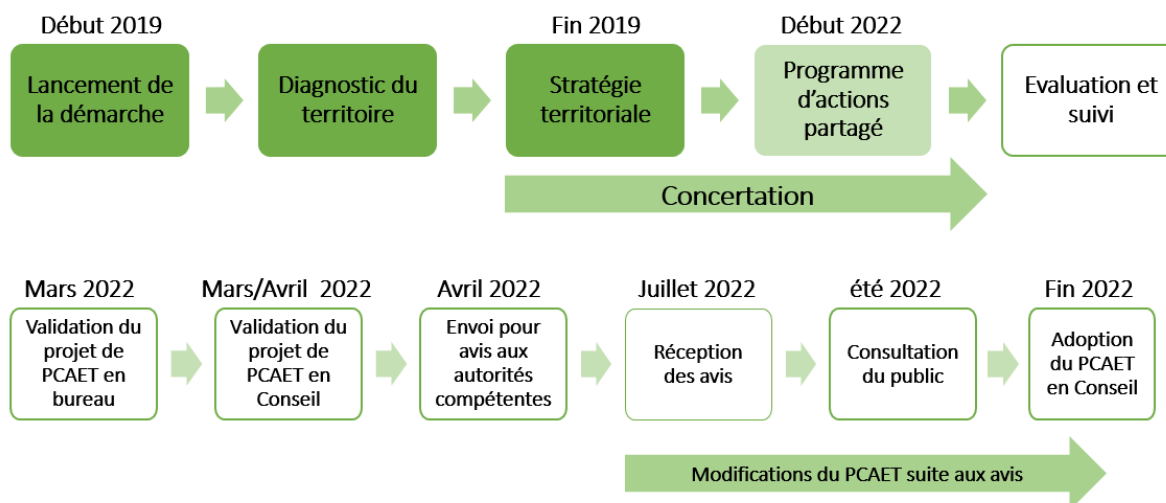 Début 2019
Fin 2019
Début 2022
Lancement de
la démarche
Diagnostic du
territoire
Stratégie
territoriale
Programme
d'actions
partagé
Evaluation et
suivi
Concertation
Mars 2022
Mars/Avril 2022
Avril 2022
Juillet 2022
été 2022
Fin 2022
Validation du
projet de
PCAET en
bureau
Validation du
projet de
PCAET en
Conseil
Envoi pour
avis aux
autorités
compétentes
Réception
des avis
Consultation
du public
Adoption
du PCAET
en Conseil
Modifications du PCAET suite aux avis